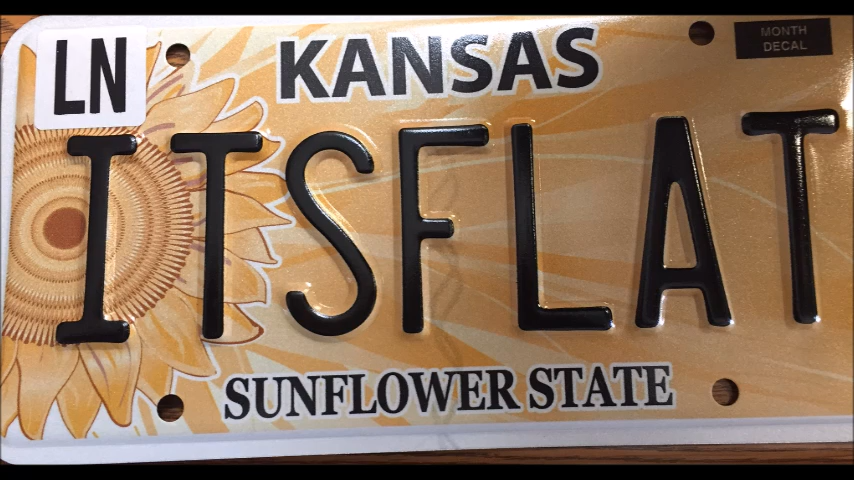 LN
KANSAS
MONTH
DECAL
ITSFLAT
SUNFLOWER STATE